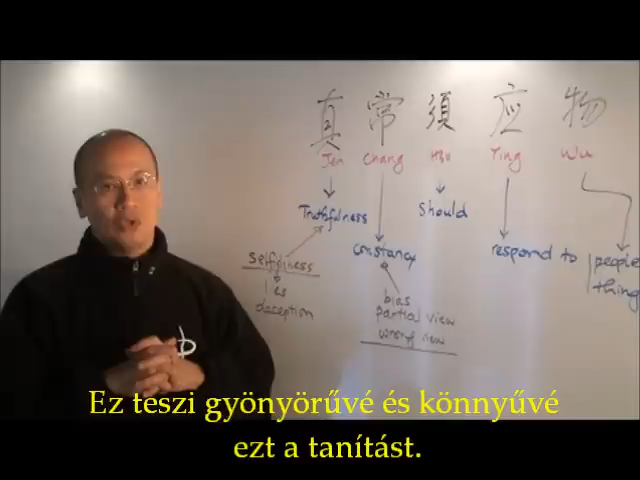 真 常 須 应 物
Jen Chang HSU Ying Wu
Truthfulness
Should
constancy
respond to
people
thing
Selfishness
lies
deception
bias
partial view
wrong view
Ez teszi gyönyörűvé és könnyűvé
ezt a tanítást.